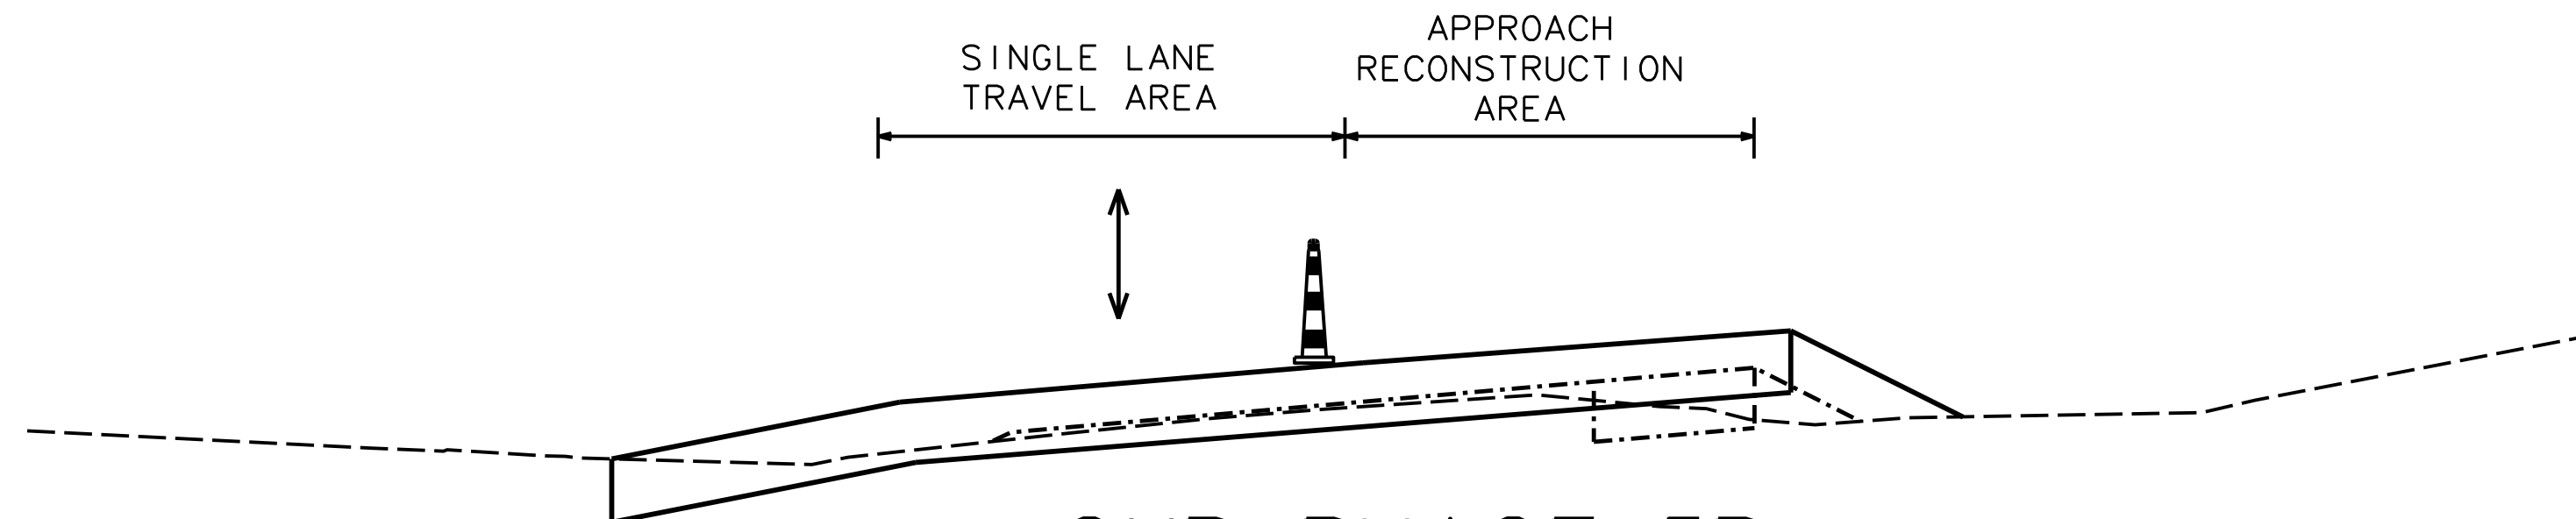 SINGLE LANE
TRAVEL AREA
APPROACH
RECONSTRUCTION
AREA